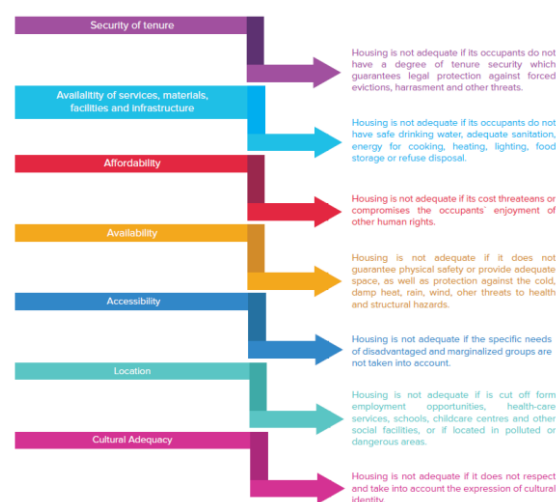 Security of tenure
Housing is not adequate if its occupants do not
have a degree of tenure security which
guarantees legal protection against forced
evictions, harrasment and other threats.
Availaltity of services, materials,
facilities and infrastructure
Housing is not adequate if its occupants do not
have safe drinking water, adequate sanitation,
energy for cooking, heating, lighting, food
storage or refuse disposal.
Affordability
Housing is not adequate if its cost threateans or
compromises the occupants´ enjoyment of
other human rights.
Availability
Housing is not adequate if it does not
guarantee physical safety or provide adequate
space, as well as protection against the cold,
damp heat, rain, wind, oher threats to health
and structural hazards.
Accessibility
Housing is not adequate if the specific needs
of disadvantaged and marginalized groups are
not taken into account.
Location
Housing is not adequate if is cut off form
employment opportunities, health-care
services, schools, childcare centres and other
social facilities, or if located in polluted or
dangerous areas.
Cultural Adequacy
Housing is not adequate if it does not respect
and take into account the expression of cultural
identity.